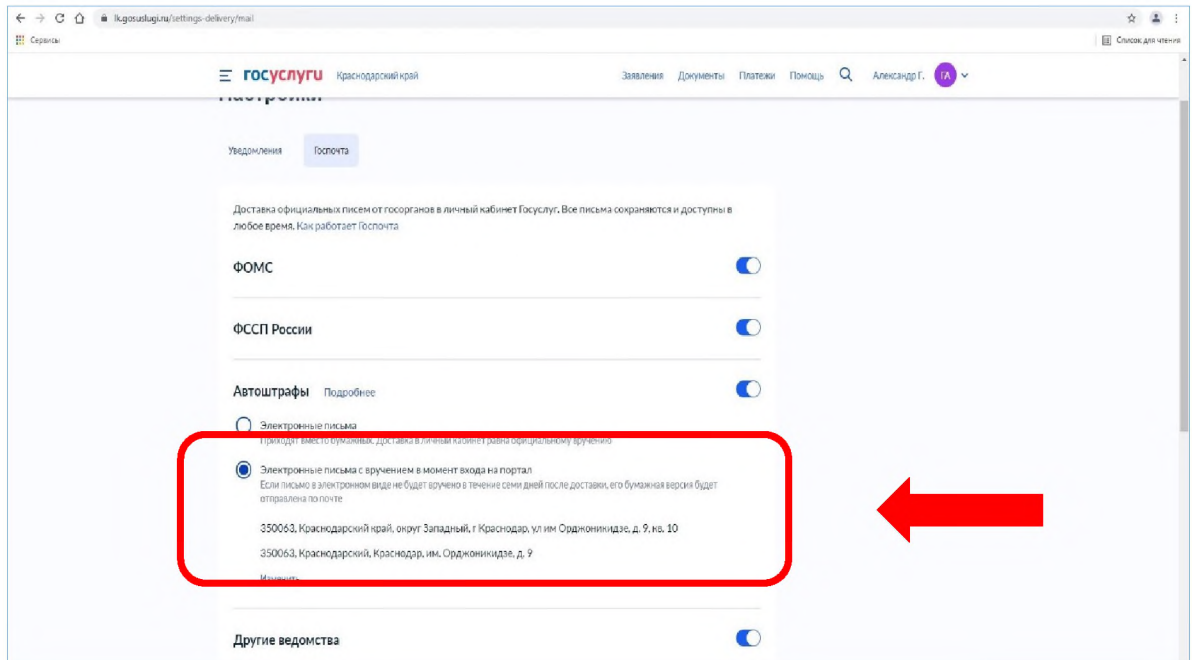 lk.gosuslugi.ru/settings-delivery/mail
Сервисы
Список для чтения
госуслуги Краснодарский край Заявления Документы Платежи Помощь Александр Г. ГА
Настройки
Уведомления Госпочта
Доставка официальных писем от госорганов в личный кабинет Госуслуг. Все письма сохраняются и доступны в
любое время. Как работает Госпочта
ФОМС
ФССП России
Автоштрафы Подробнее
Электронные письма
Приходят вместо бумажных. Доставка в личный кабинет равна официальному вручению
Электронные письма с вручением в момент входа на портал
Если письмо в электронном виде не будет вручено в течение семи дней после доставки, его бумажная версия будет
отправлена по почте
350063, Краснодарский край, округ Западный, г Краснодар, ул им Орджоникидзе, д. 9, кв. 10
350063, Краснодарский, Краснодар, им. Орджоникидзе, д. 9
Изменить
Другие ведомства